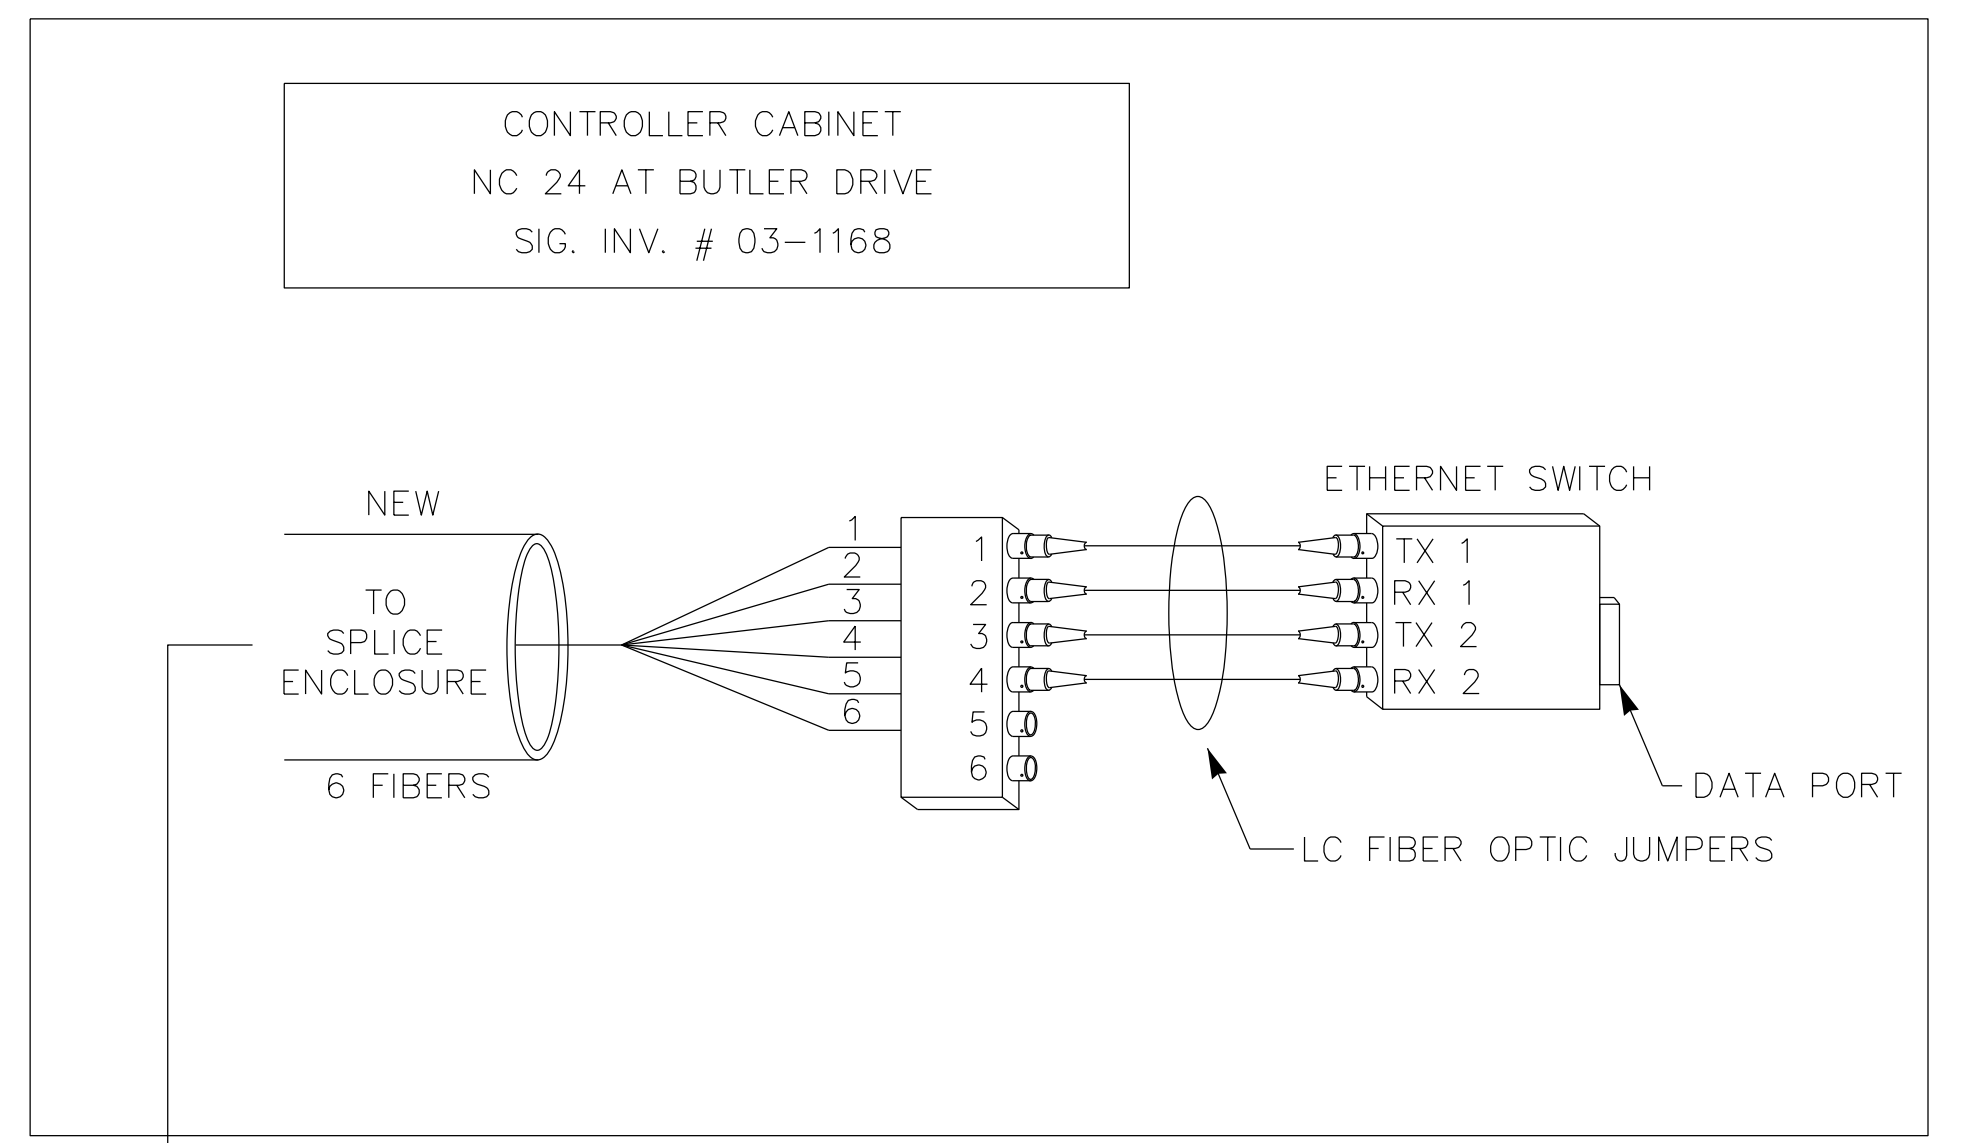 CONTROLLER CABINET
NC 24 AT BUTLER DRIVE
SIG. INV. # 03-1168
NEW
TO
SPLICE
ENCLOSURE
6 FIBERS
1
2
3
4
5
6
1
2
3
4
5
6
ETHERNET SWITCH
TX 1
RX 1
TX 2
RX 2
DATA PORT
LC FIBER OPTIC JUMPERS